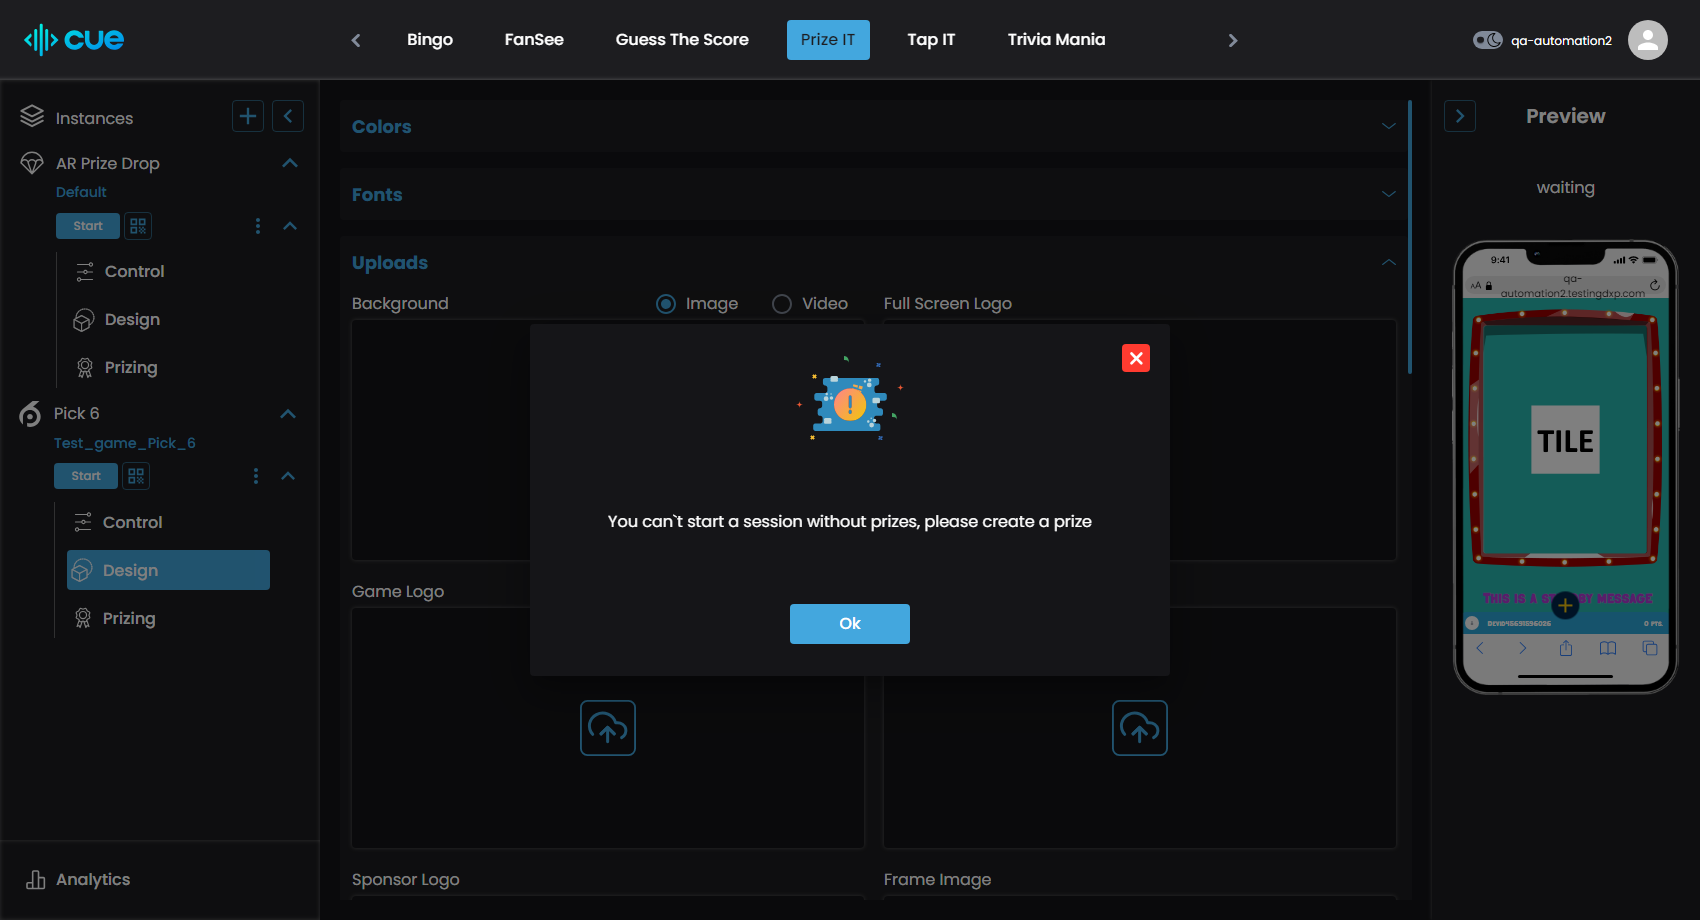 cue
Bingo
FanSee
Guess The Score
Prize IT
Tap IT
Trivia Mania
qa-automation2
Instances
AR Prize Drop
Default
Start
Control
Design
Prizing
Pick 6
Test_game_Pick_6
Start
Control
Design
Prizing
Analytics
Colors
Fonts
Uploads
Background
Image
Video
Full Screen Logo
You can`t start a session without prizes, please create a prize
Ok
Game Logo
Sponsor Logo
Frame Image
Preview
waiting
9:41
AA
qa-
automation2.testingdxp.com
TILE
THIS IS A STANDBY MESSAGE
0 PTS.